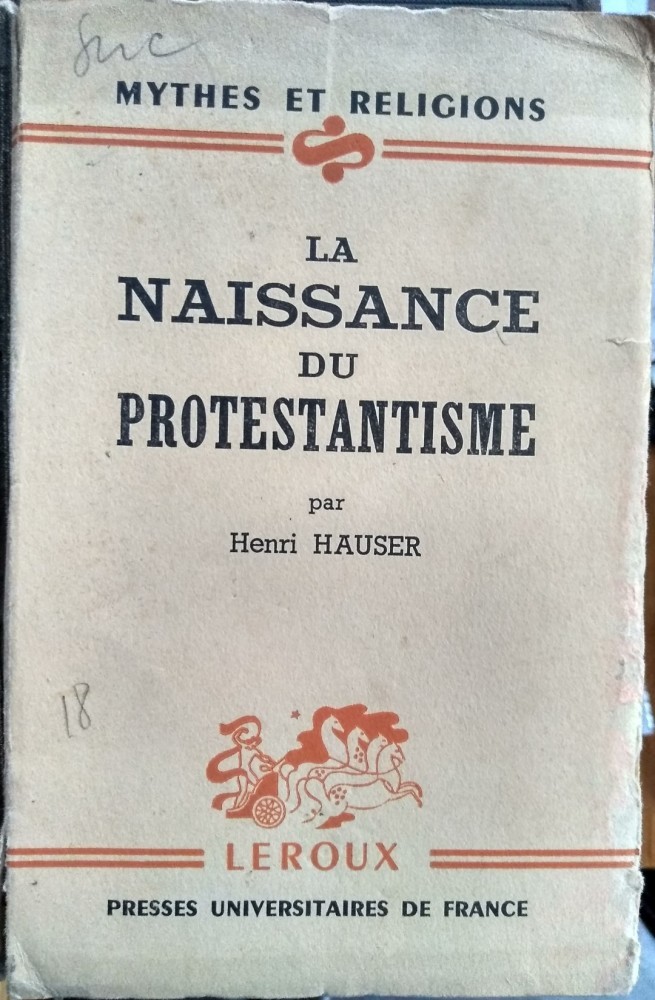 MYTHES ET RELIGIONS
LA
NAISSANCE
DU
PROTESTANTISME
par
Henri HAUSER
18
LEROUX
PRESSES UNIVERSITAIRES DE FRANCE